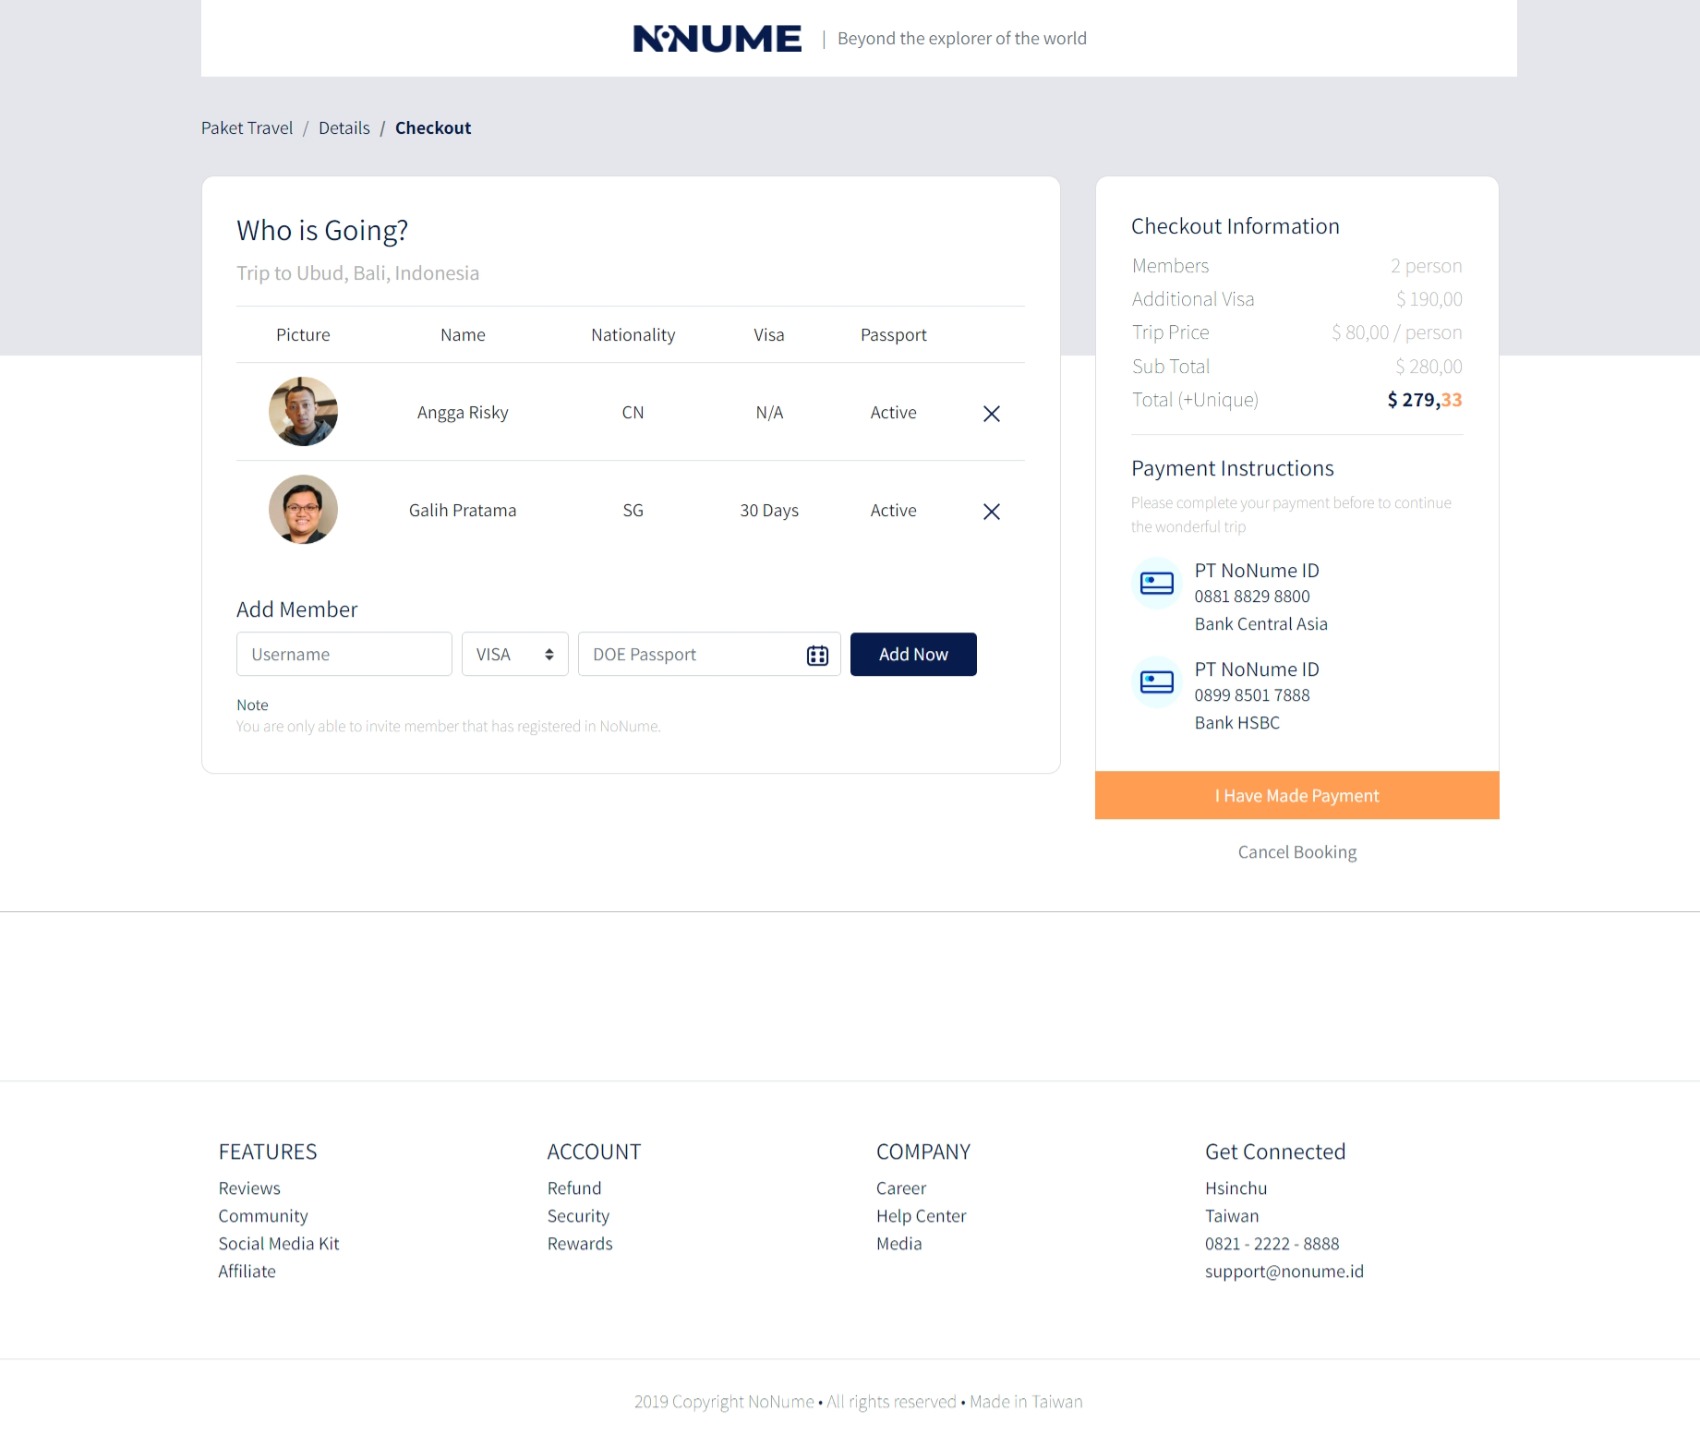 NONUME | Beyond the explorer of the world
Paket Travel / Details / Checkout
Who is Going?
Trip to Ubud, Bali, Indonesia
Picture Name Nationality Visa Passport
Angga Risky CN N/A Active
Galih Pratama SG 30 Days Active
Add Member
Username VISA DOE Passport Add Now
Note
You are only able to invite member that has registered in NoNume.
Checkout Information
Members 2 person
Additional Visa $ 190,00
Trip Price $ 80,00 / person
Sub Total $ 280,00
Total (+Unique) $ 279,33
Payment Instructions
Please complete your payment before to continue
the wonderful trip
PT NoNume ID
0881 8829 8800
Bank Central Asia
PT NoNume ID
0899 8501 7888
Bank HSBC
I Have Made Payment
Cancel Booking
FEATURES
Reviews
Community
Social Media Kit
Affiliate
ACCOUNT
Refund
Security
Rewards
COMPANY
Career
Help Center
Media
Get Connected
Hsinchu
Taiwan
0821 - 2222 - 8888
support@nonume.id
2019 Copyright NoNume • All rights reserved • Made in Taiwan